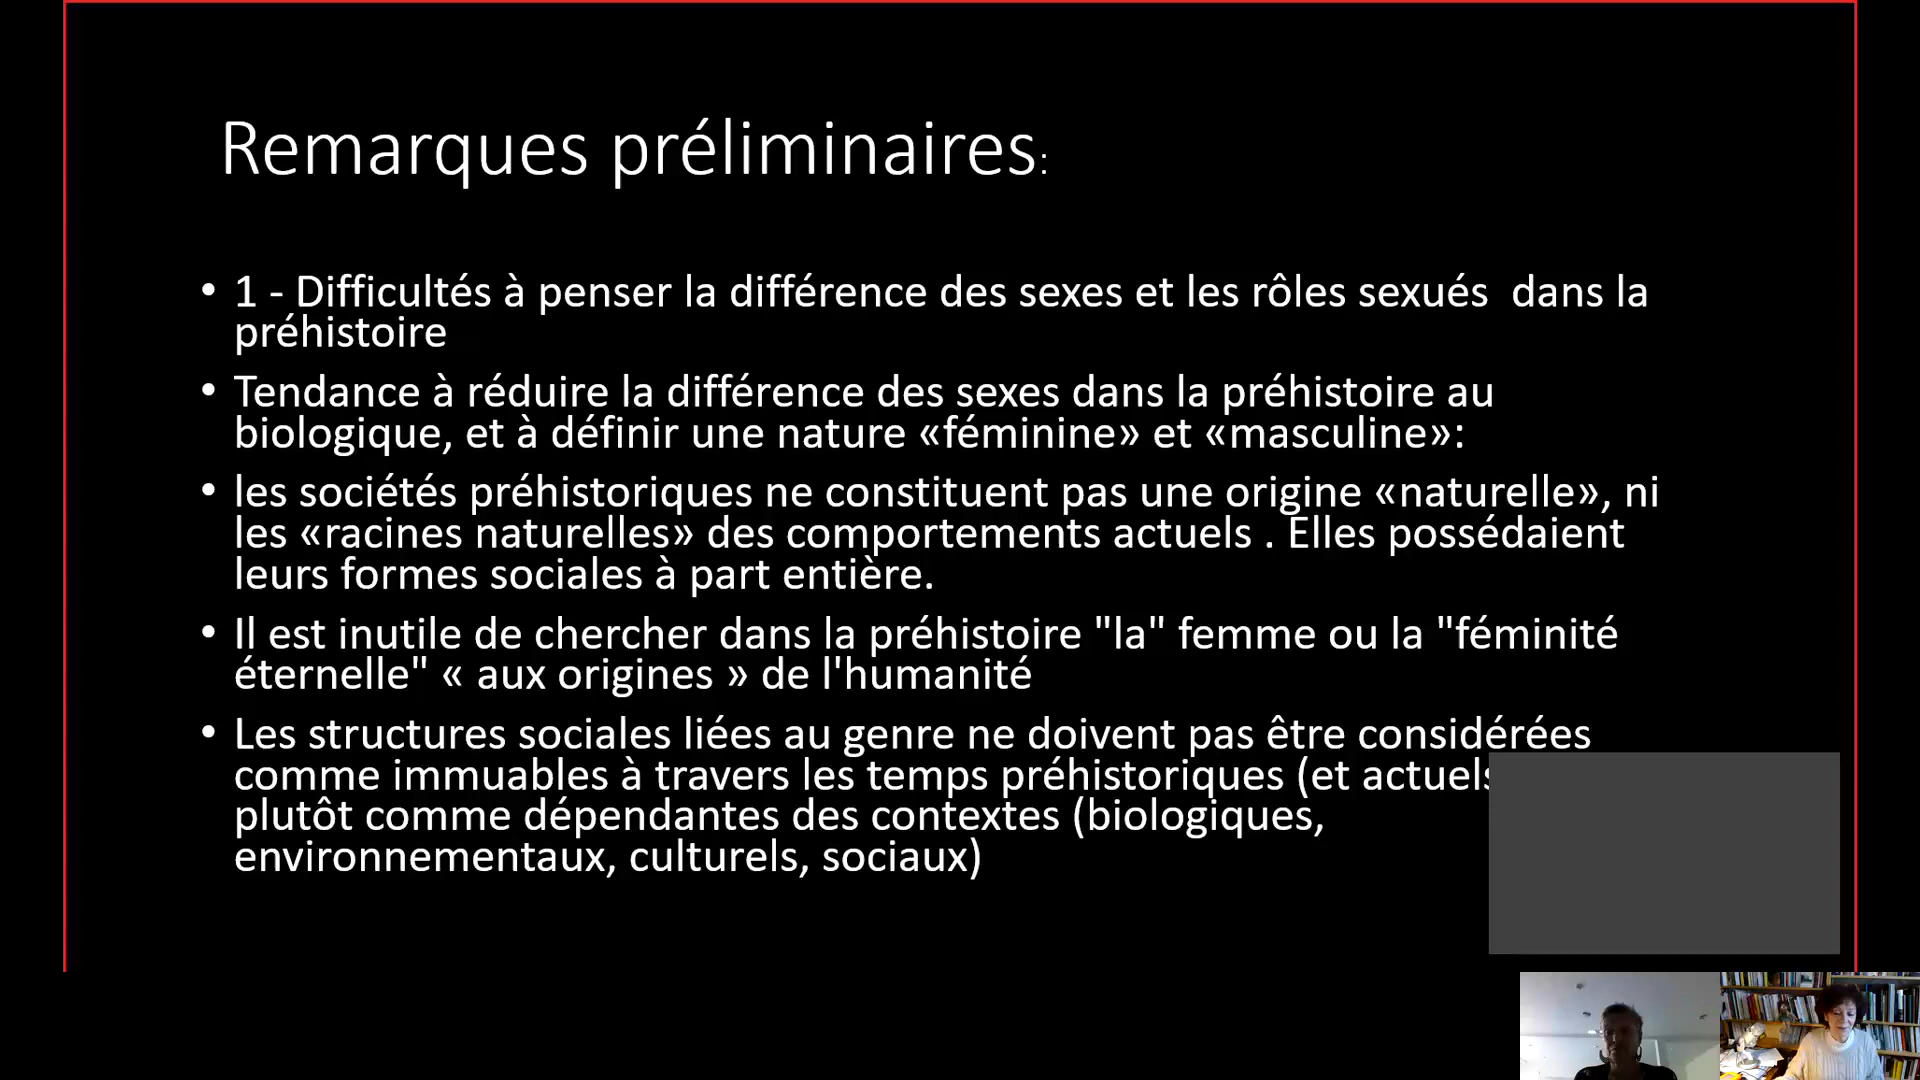 Remarques préliminaires:
• 1 - Difficultés à penser la différence des sexes et les rôles sexués  dans la
préhistoire
• Tendance à réduire la différence des sexes dans la préhistoire au
biologique, et à définir une nature «féminine» et «masculine»:
• les sociétés préhistoriques ne constituent pas une origine «naturelle», ni
les «racines naturelles» des comportements actuels . Elles possédaient
leurs formes sociales à part entière.
• Il est inutile de chercher dans la préhistoire "la" femme ou la "féminité
éternelle" « aux origines » de l'humanité
• Les structures sociales liées au genre ne doivent pas être considérées
comme immuables à travers les temps préhistoriques (et actuels
plutôt comme dépendantes des contextes (biologiques,
environnementaux, culturels, sociaux)